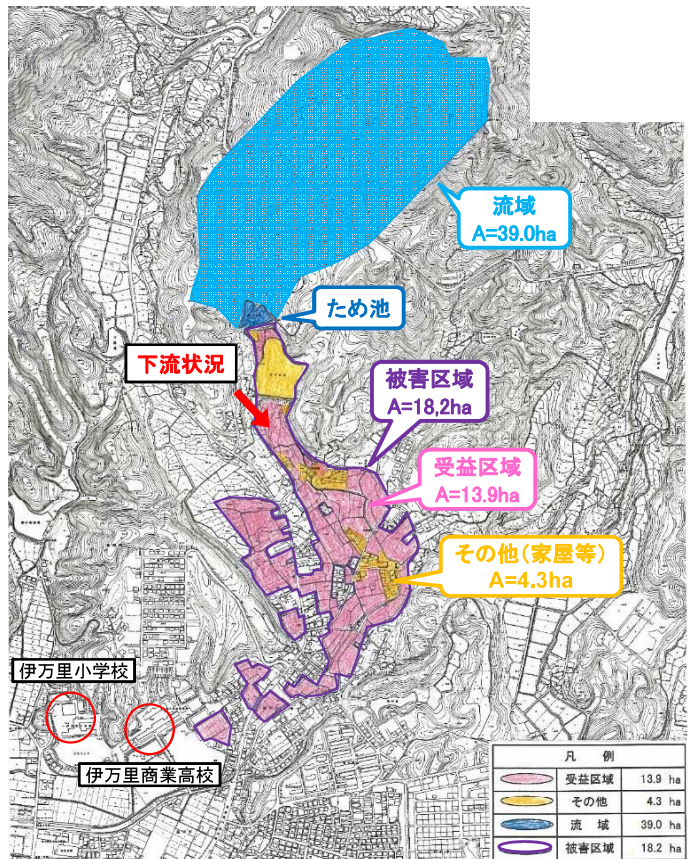 流域
A=39.0ha
ため池
下流状況
被害区域
A=18,2ha
受益区域
A=13.9ha
その他(家屋等)
A=4.3ha
伊万里小学校
伊万里商業高校
凡 例
受益区域 13.9 ha
その他 4.3 ha
流 域 39.0 ha
被害区域 18.2 ha